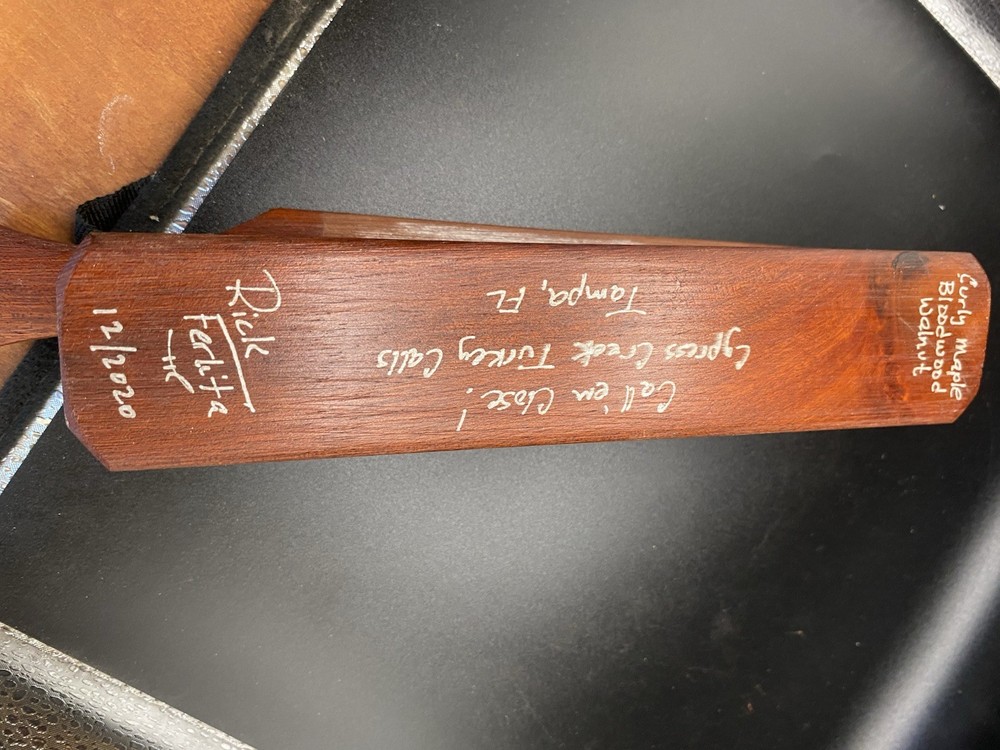 Curly Maple
Bloodwood
Walnut
Call 'em Close!
Cypress Creek Turkey Calls
Tampa, FL
Rick
Ferlita
12/2020